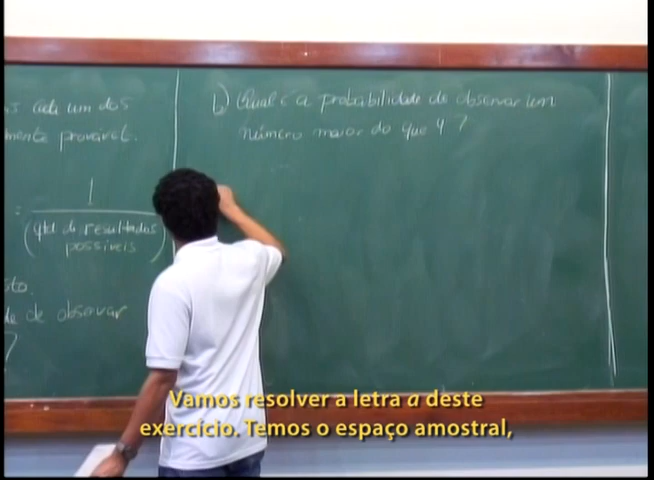 cada um dos
mente provável.
= 1
(qtd de resultados
possíveis)
sto.
de observar
?
b) Qual é a probabilidade de observar um
número maior do que 4 ?
Vamos resolver a letra a deste
exercício. Temos o espaço amostral,